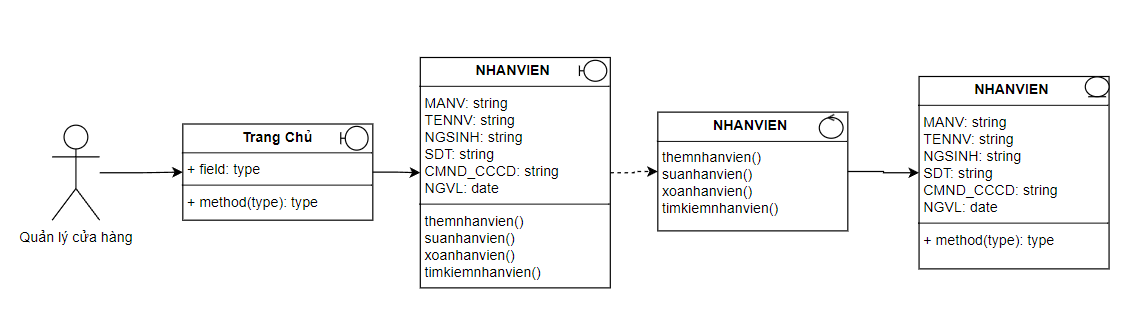 Quản lý cửa hàng
Trang Chủ
+ field: type
+ method(type): type
NHANVIEN
MANV: string
TENNV: string
NGSINH: string
SDT: string
CMND_CCCD: string
NGVL: date
themnhanvien()
suanhanvien()
xoanhanvien()
timkiemnhanvien()
NHANVIEN
themnhanvien()
suanhanvien()
xoanhanvien()
timkiemnhanvien()
NHANVIEN
MANV: string
TENNV: string
NGSINH: string
SDT: string
CMND_CCCD: string
NGVL: date
+ method(type): type